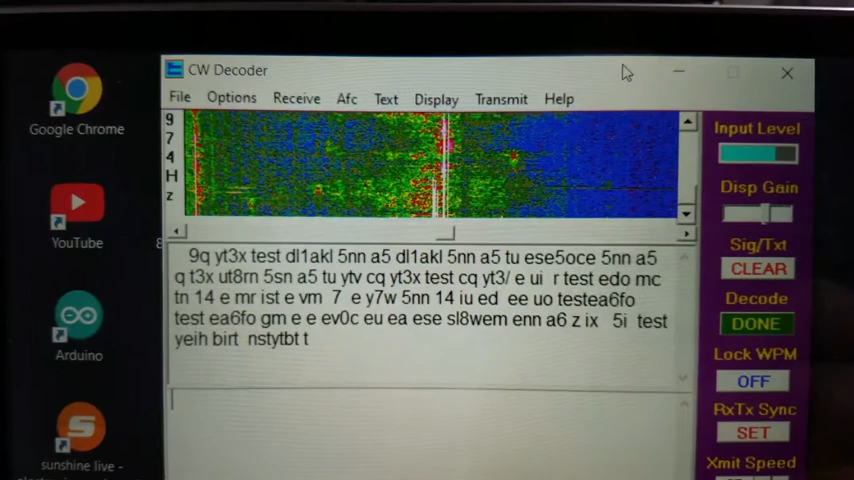 CW Decoder
File Options Receive Afc Text Display Transmit Help
Google Chrome
YouTube
Arduino
sunshine live -
9
7
4
H
z
9q yt3x test dl1akl 5nn a5 dl1akl 5nn a5 tu ese5oce 5nn a5
q t3x ut8rn 5sn a5 tu ytv cq yt3x test cq yt3/ e ui r test edo mc
tn 14 e mr ist e vm 7 e y7w 5nn 14 iu ed ee uo testea6fo
test ea6fo gm e e ev0c eu ea ese sl8wem enn a6 z ix 5i test
yeih birt nstytbt t
Input Level
Disp Gain
Sig/Txt
CLEAR
Decode
DONE
Lock WPM
OFF
RxTx Sync
SET
Xmit Speed